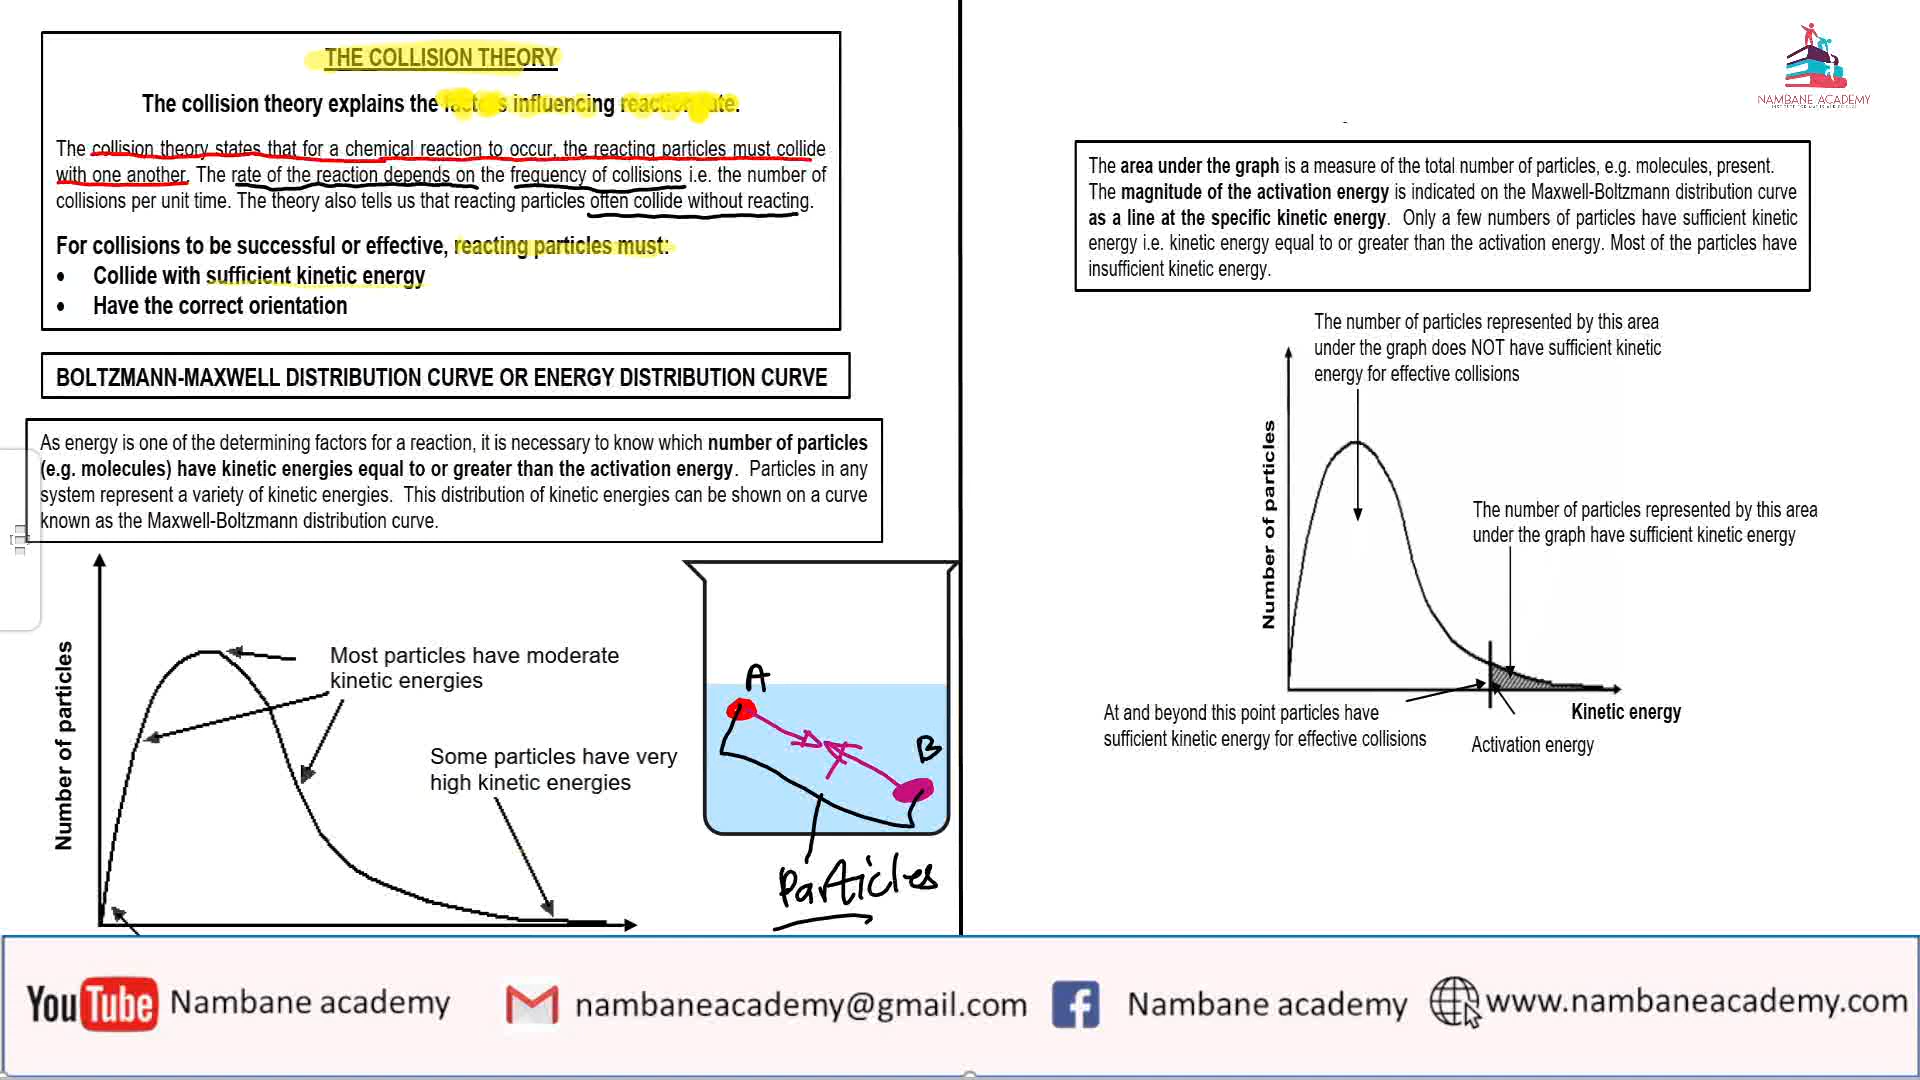 THE COLLISION THEORY
The collision theory explains the factors influencing reaction rate.
The collision theory states that for a chemical reaction to occur, the reacting particles must collide
with one another. The rate of the reaction depends on the frequency of collisions i.e. the number of
collisions per unit time. The theory also tells us that reacting particles often collide without reacting.
For collisions to be successful or effective, reacting particles must:
• Collide with sufficient kinetic energy
• Have the correct orientation
BOLTZMANN-MAXWELL DISTRIBUTION CURVE OR ENERGY DISTRIBUTION CURVE
As energy is one of the determining factors for a reaction, it is necessary to know which number of particles
(e.g. molecules) have kinetic energies equal to or greater than the activation energy. Particles in any
system represent a variety of kinetic energies. This distribution of kinetic energies can be shown on a curve
known as the Maxwell-Boltzmann distribution curve.
Number of particles
Most particles have moderate
kinetic energies
Some particles have very
high kinetic energies
A
B
Particles
NAMBANE ACADEMY
The area under the graph is a measure of the total number of particles, e.g. molecules, present.
The magnitude of the activation energy is indicated on the Maxwell-Boltzmann distribution curve
as a line at the specific kinetic energy. Only a few numbers of particles have sufficient kinetic
energy i.e. kinetic energy equal to or greater than the activation energy. Most of the particles have
insufficient kinetic energy.
The number of particles represented by this area
under the graph does NOT have sufficient kinetic
energy for effective collisions
Number of particles
The number of particles represented by this area
under the graph have sufficient kinetic energy
At and beyond this point particles have
sufficient kinetic energy for effective collisions
Kinetic energy
Activation energy
YouTube Nambane academy
nambaneacademy@gmail.com
Nambane academy
www.nambaneacademy.com